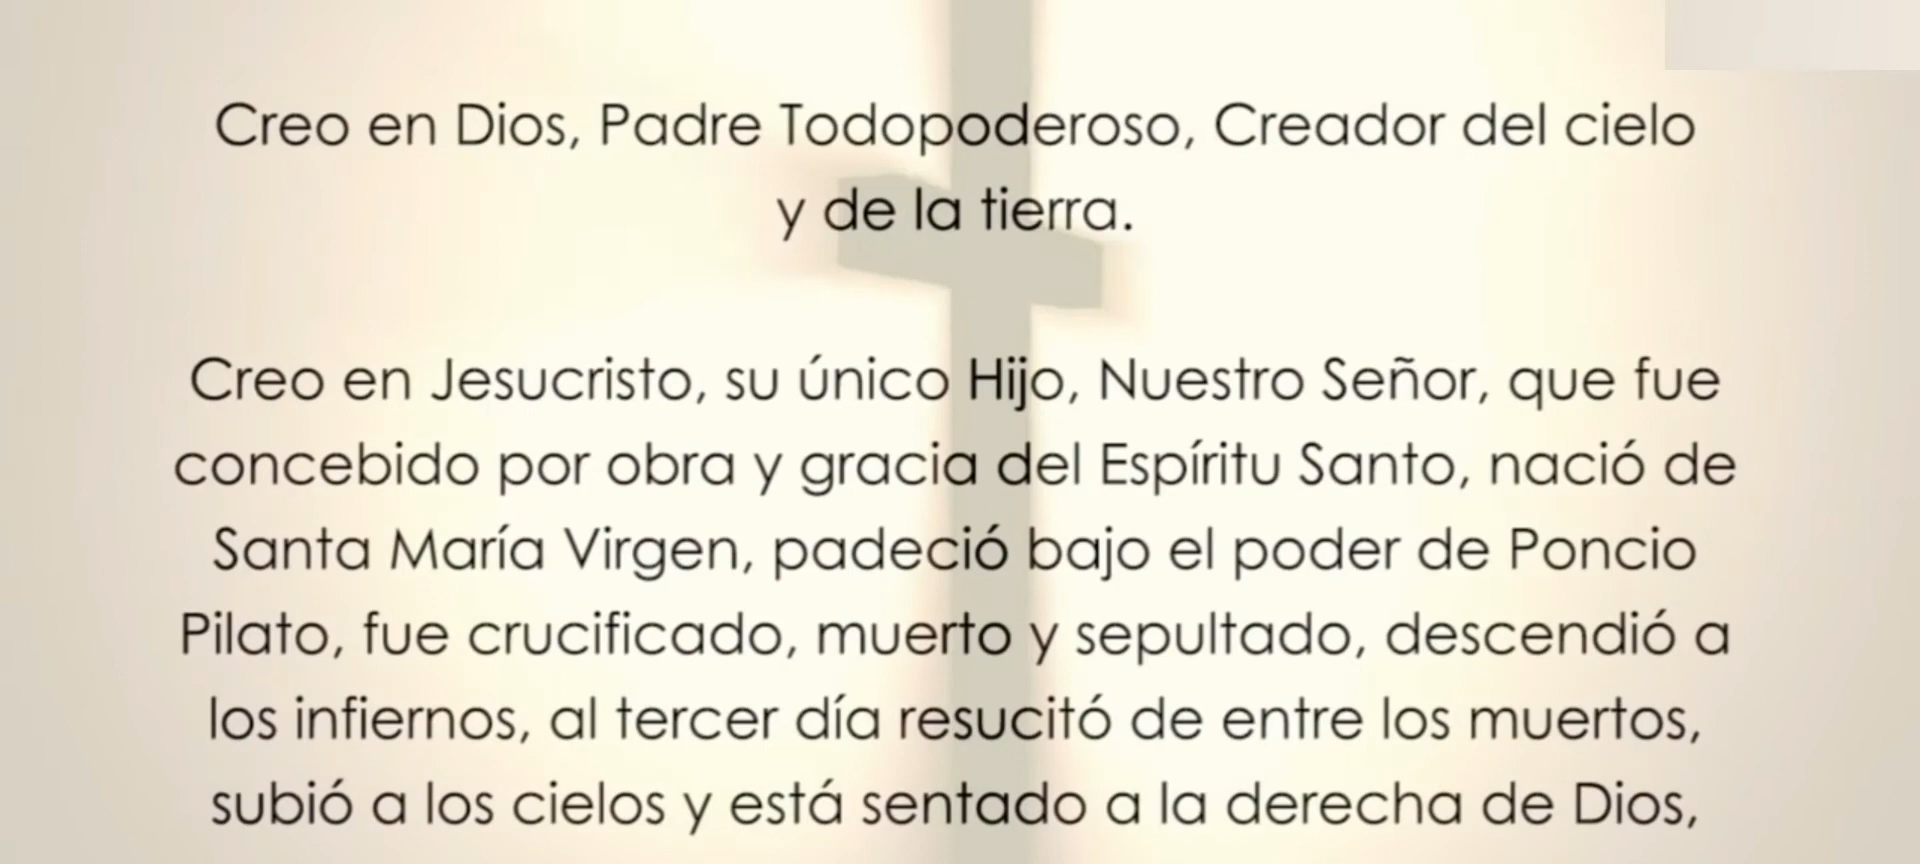 Creo en Dios, Padre Todopoderoso, Creador del cielo
y de la tierra.
Creo en Jesucristo, su único Hijo, Nuestro Señor, que fue
concebido por obra y gracia del Espíritu Santo, nació de
Santa María Virgen, padeció bajo el poder de Poncio
Pilato, fue crucificado, muerto y sepultado, descendió a
los infiernos, al tercer día resucitó de entre los muertos,
subió a los cielos y está sentado a la derecha de Dios,